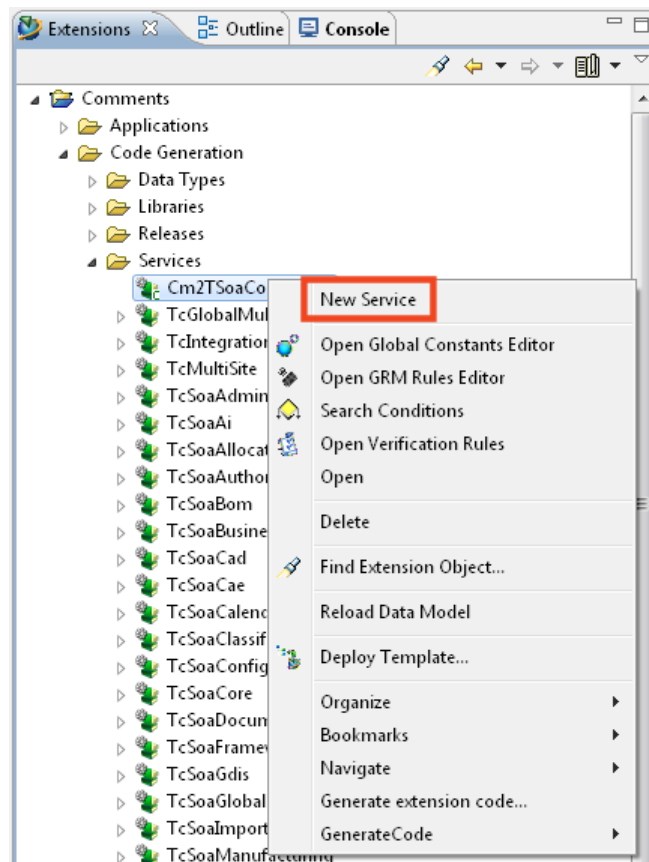 Extensions Outline Console
Comments
Applications
Code Generation
Data Types
Libraries
Releases
Services
Cm2TSoaCo
TcGlobalMul
TcIntegration
TcMultiSite
TcSoaAdmin
TcSoaAi
TcSoaAllocat
TcSoaAuthor
TcSoaBom
TcSoaBusine
TcSoaCad
TcSoaCae
TcSoaCalend
TcSoaClassif
TcSoaConfig
TcSoaCore
TcSoaDocum
TcSoaFramew
TcSoaGdis
TcSoaGlobal
TcSoaImport
TcSoaManufacturing
New Service
Open Global Constants Editor
Open GRM Rules Editor
Search Conditions
Open Verification Rules
Open
Delete
Find Extension Object...
Reload Data Model
Deploy Template...
Organize
Bookmarks
Navigate
Generate extension code...
GenerateCode